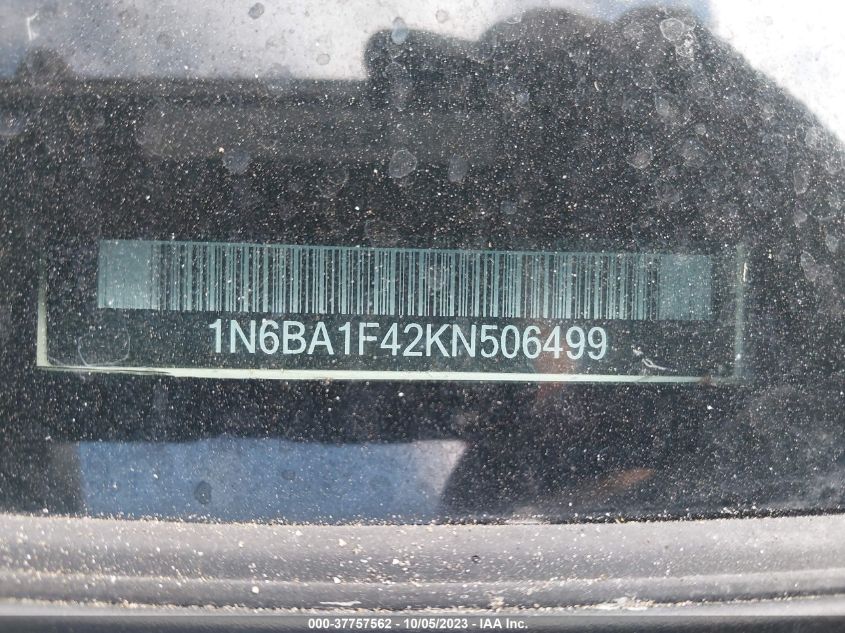 1N6BA1F42KN506499
000-37757562 - 10/05/2023 - IAA Inc.